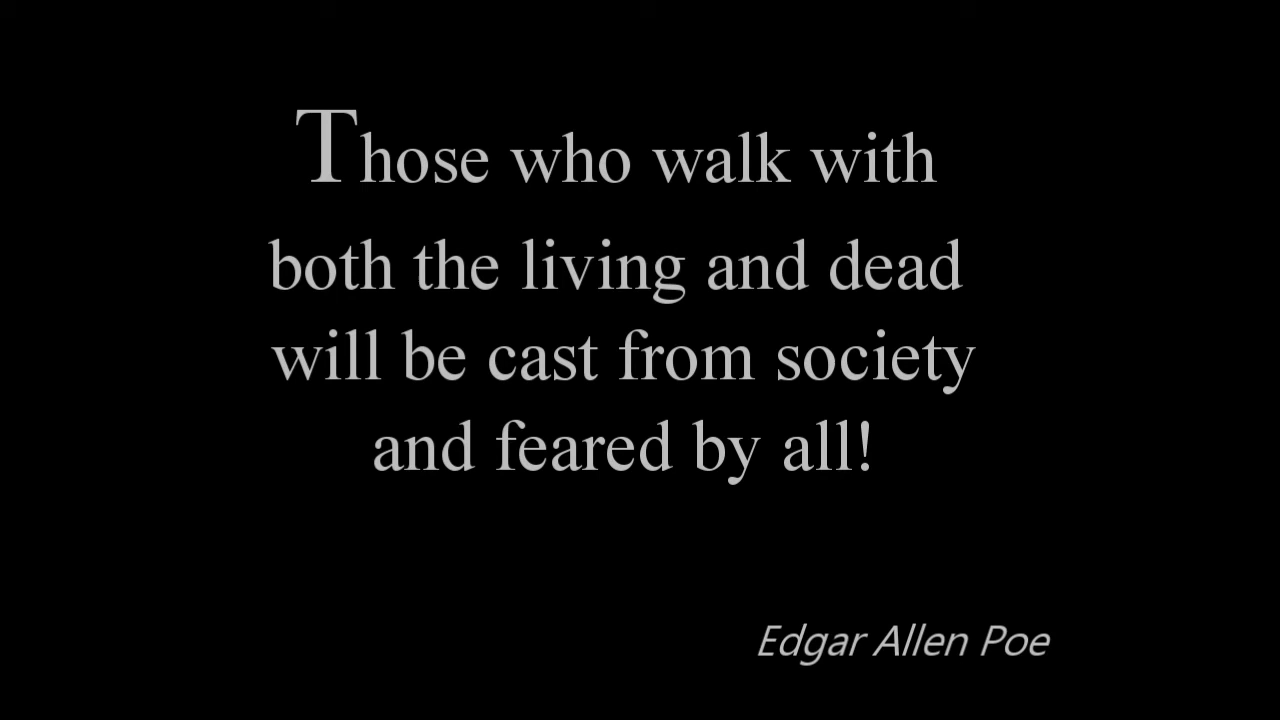 Those who walk with
both the living and dead
will be cast from society
and feared by all!
Edgar Allen Poe